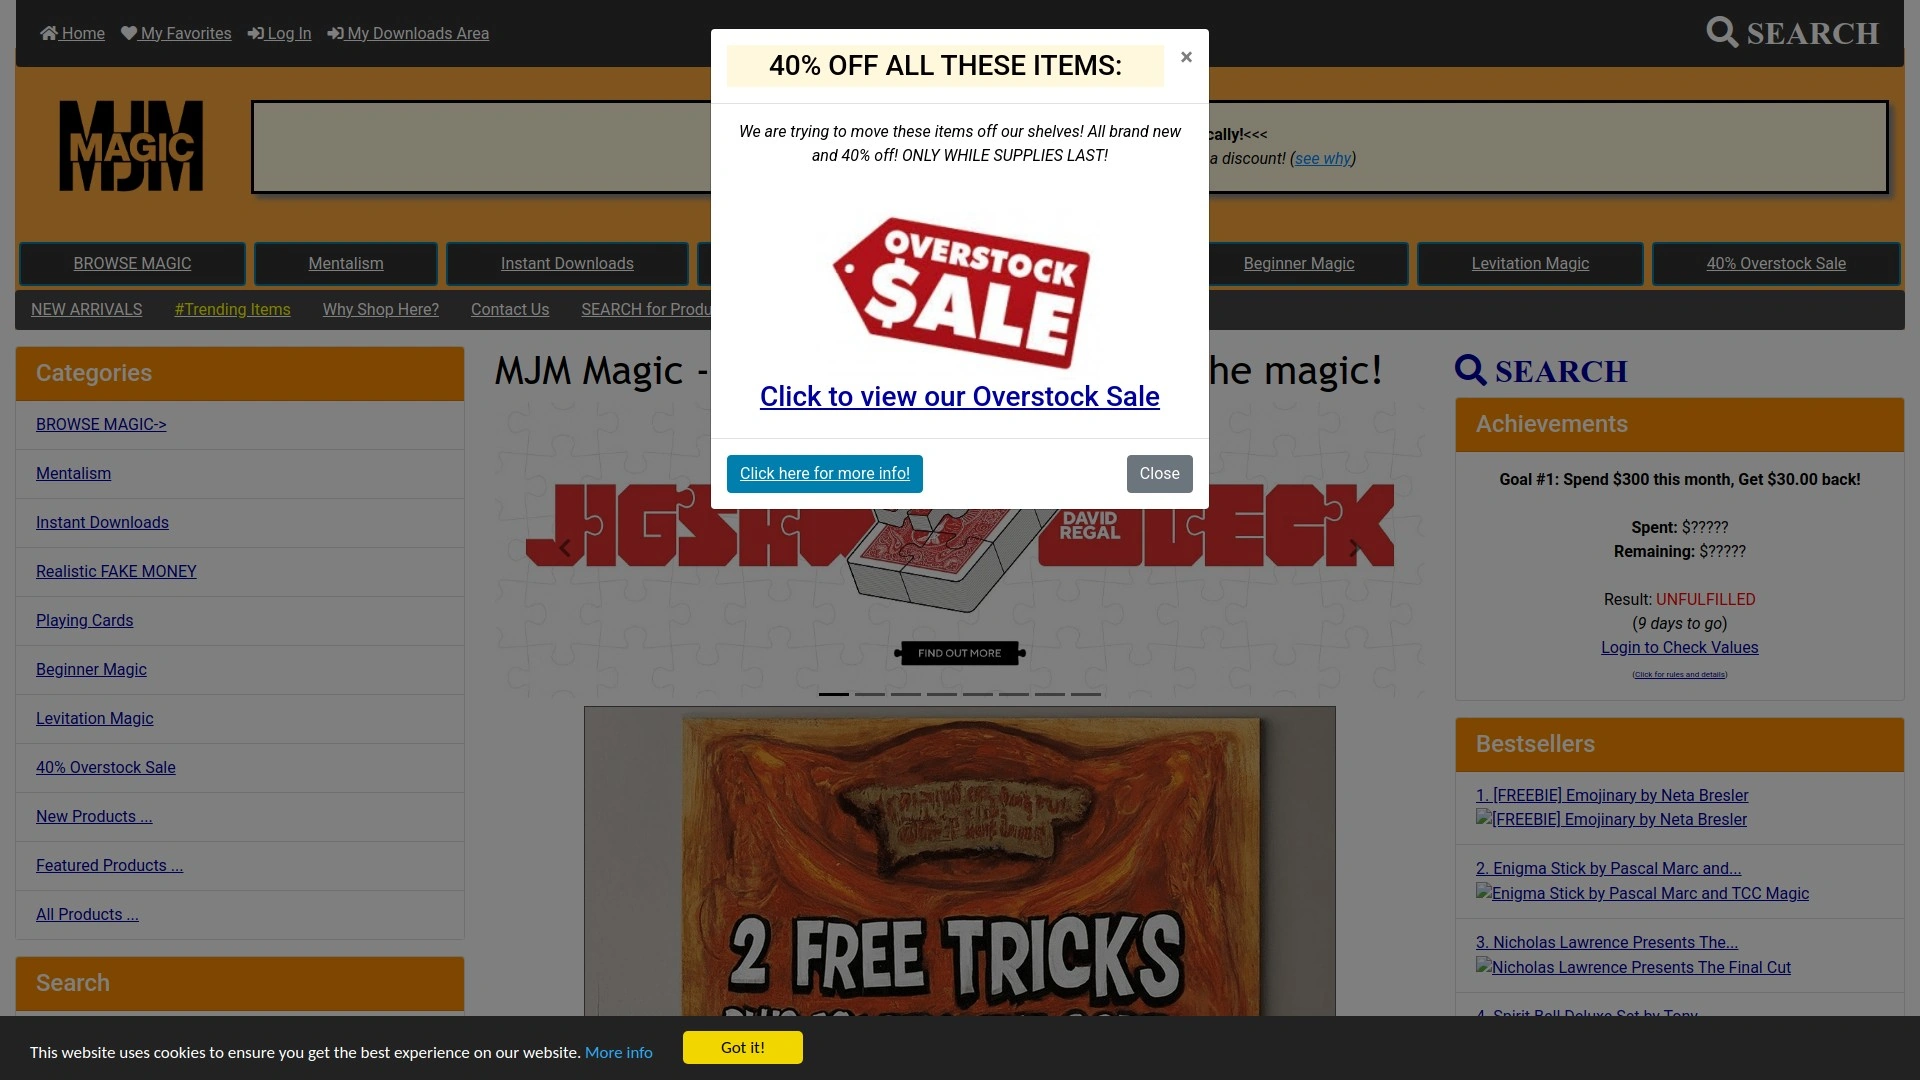 Home My Favorites Log In My Downloads Area
SEARCH
40% OFF ALL THESE ITEMS:
×
We are trying to move these items off our shelves! All brand new
and 40% off! ONLY WHILE SUPPLIES LAST!
OVERSTOCK
$ALE
Click to view our Overstock Sale
Click here for more info!
Close
MJM
MAGIC
MJM
cally!<<<
a discount! (see why)
BROWSE MAGIC
Mentalism
Instant Downloads
Beginner Magic
Levitation Magic
40% Overstock Sale
NEW ARRIVALS #Trending Items Why Shop Here? Contact Us SEARCH for Produ
Categories
BROWSE MAGIC->
Mentalism
Instant Downloads
Realistic FAKE MONEY
Playing Cards
Beginner Magic
Levitation Magic
40% Overstock Sale
New Products ...
Featured Products ...
All Products ...
Search
MJM Magic - he magic!
DAVID
REGAL
DECK
FIND OUT MORE
2 FREE TRICKS
SEARCH
Achievements
Goal #1: Spend $300 this month, Get $30.00 back!
Spent: $?????
Remaining: $?????
Result: UNFULFILLED
(9 days to go)
Login to Check Values
(Click for rules and details)
Bestsellers
1. [FREEBIE] Emojinary by Neta Bresler
[FREEBIE] Emojinary by Neta Bresler
2. Enigma Stick by Pascal Marc and...
Enigma Stick by Pascal Marc and TCC Magic
3. Nicholas Lawrence Presents The...
Nicholas Lawrence Presents The Final Cut
4. Spirit Bell Deluxe Set by Tony
This website uses cookies to ensure you get the best experience on our website. More info
Got it!